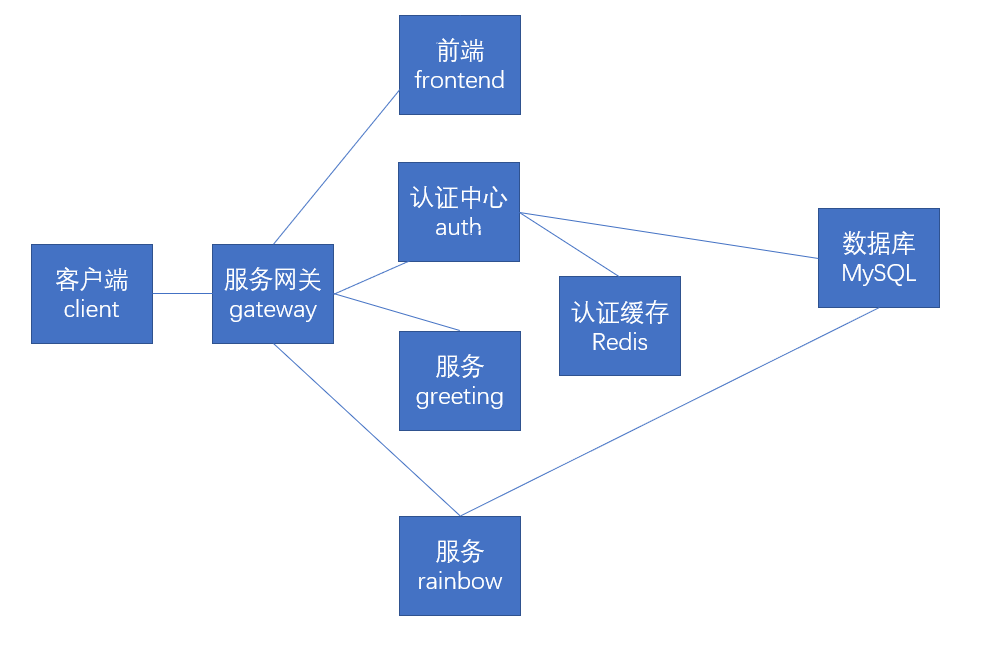 前端
frontend
认证中心
auth
数据库
MySQL
客户端
client
服务网关
gateway
认证缓存
Redis
服务
greeting
服务
rainbow